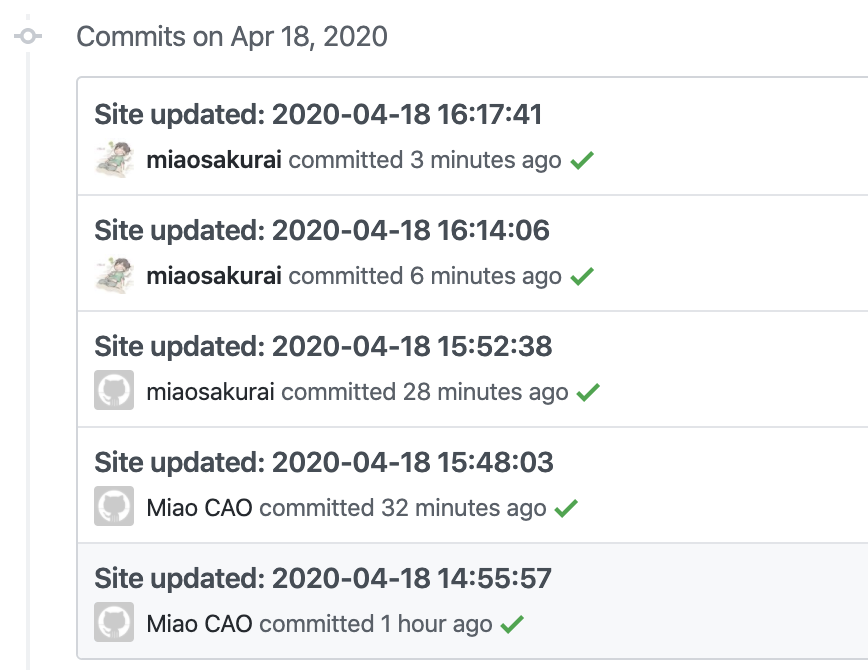 Commits on Apr 18, 2020
Site updated: 2020-04-18 16:17:41
miaosakurai committed 3 minutes ago
Site updated: 2020-04-18 16:14:06
miaosakurai committed 6 minutes ago
Site updated: 2020-04-18 15:52:38
miaosakurai committed 28 minutes ago
Site updated: 2020-04-18 15:48:03
Miao CAO committed 32 minutes ago
Site updated: 2020-04-18 14:55:57
Miao CAO committed 1 hour ago